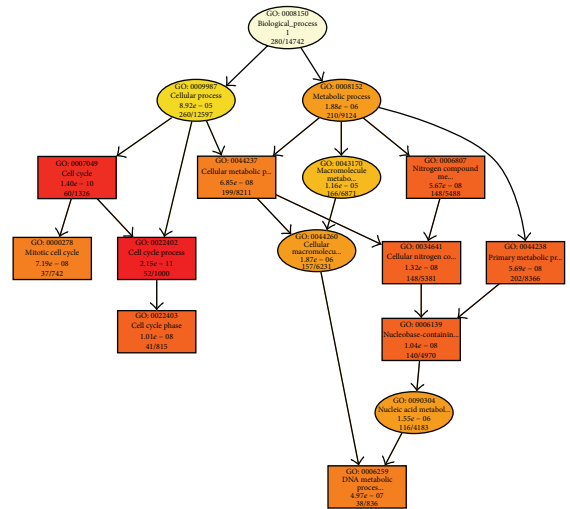 GO: 0008150
Biological_process
1
280/14742
GO: 0009987
Cellular process
8.92e − 05
260/12597
GO: 0008152
Metabolic process
1.88e − 06
210/9124
GO: 0007049
Cell cycle
1.40e − 10
60/1326
GO: 0044237
Cellular metabolic p...
6.85e − 08
199/8211
GO: 0043170
Macromolecule
metabo...
1.16e − 05
166/6871
GO: 0006807
Nitrogen compound
me...
5.67e − 08
148/5488
GO: 0000278
Mitotic cell cycle
7.19e − 08
37/742
GO: 0022402
Cell cycle process
2.15e − 11
52/1000
GO: 0044260
Cellular
macromolecu...
1.87e − 06
157/6231
GO: 0034641
Cellular nitrogen co...
1.32e − 08
148/5381
GO: 0044238
Primary metabolic pr...
5.69e − 08
202/8366
GO: 0022403
Cell cycle phase
1.01e − 08
41/815
GO: 0006139
Nucleobase-containin...
1.04e − 08
140/4970
GO: 0090304
Nucleic acid metabol...
1.55e − 06
116/4183
GO: 0006259
DNA metabolic
proces...
4.97e − 07
38/836